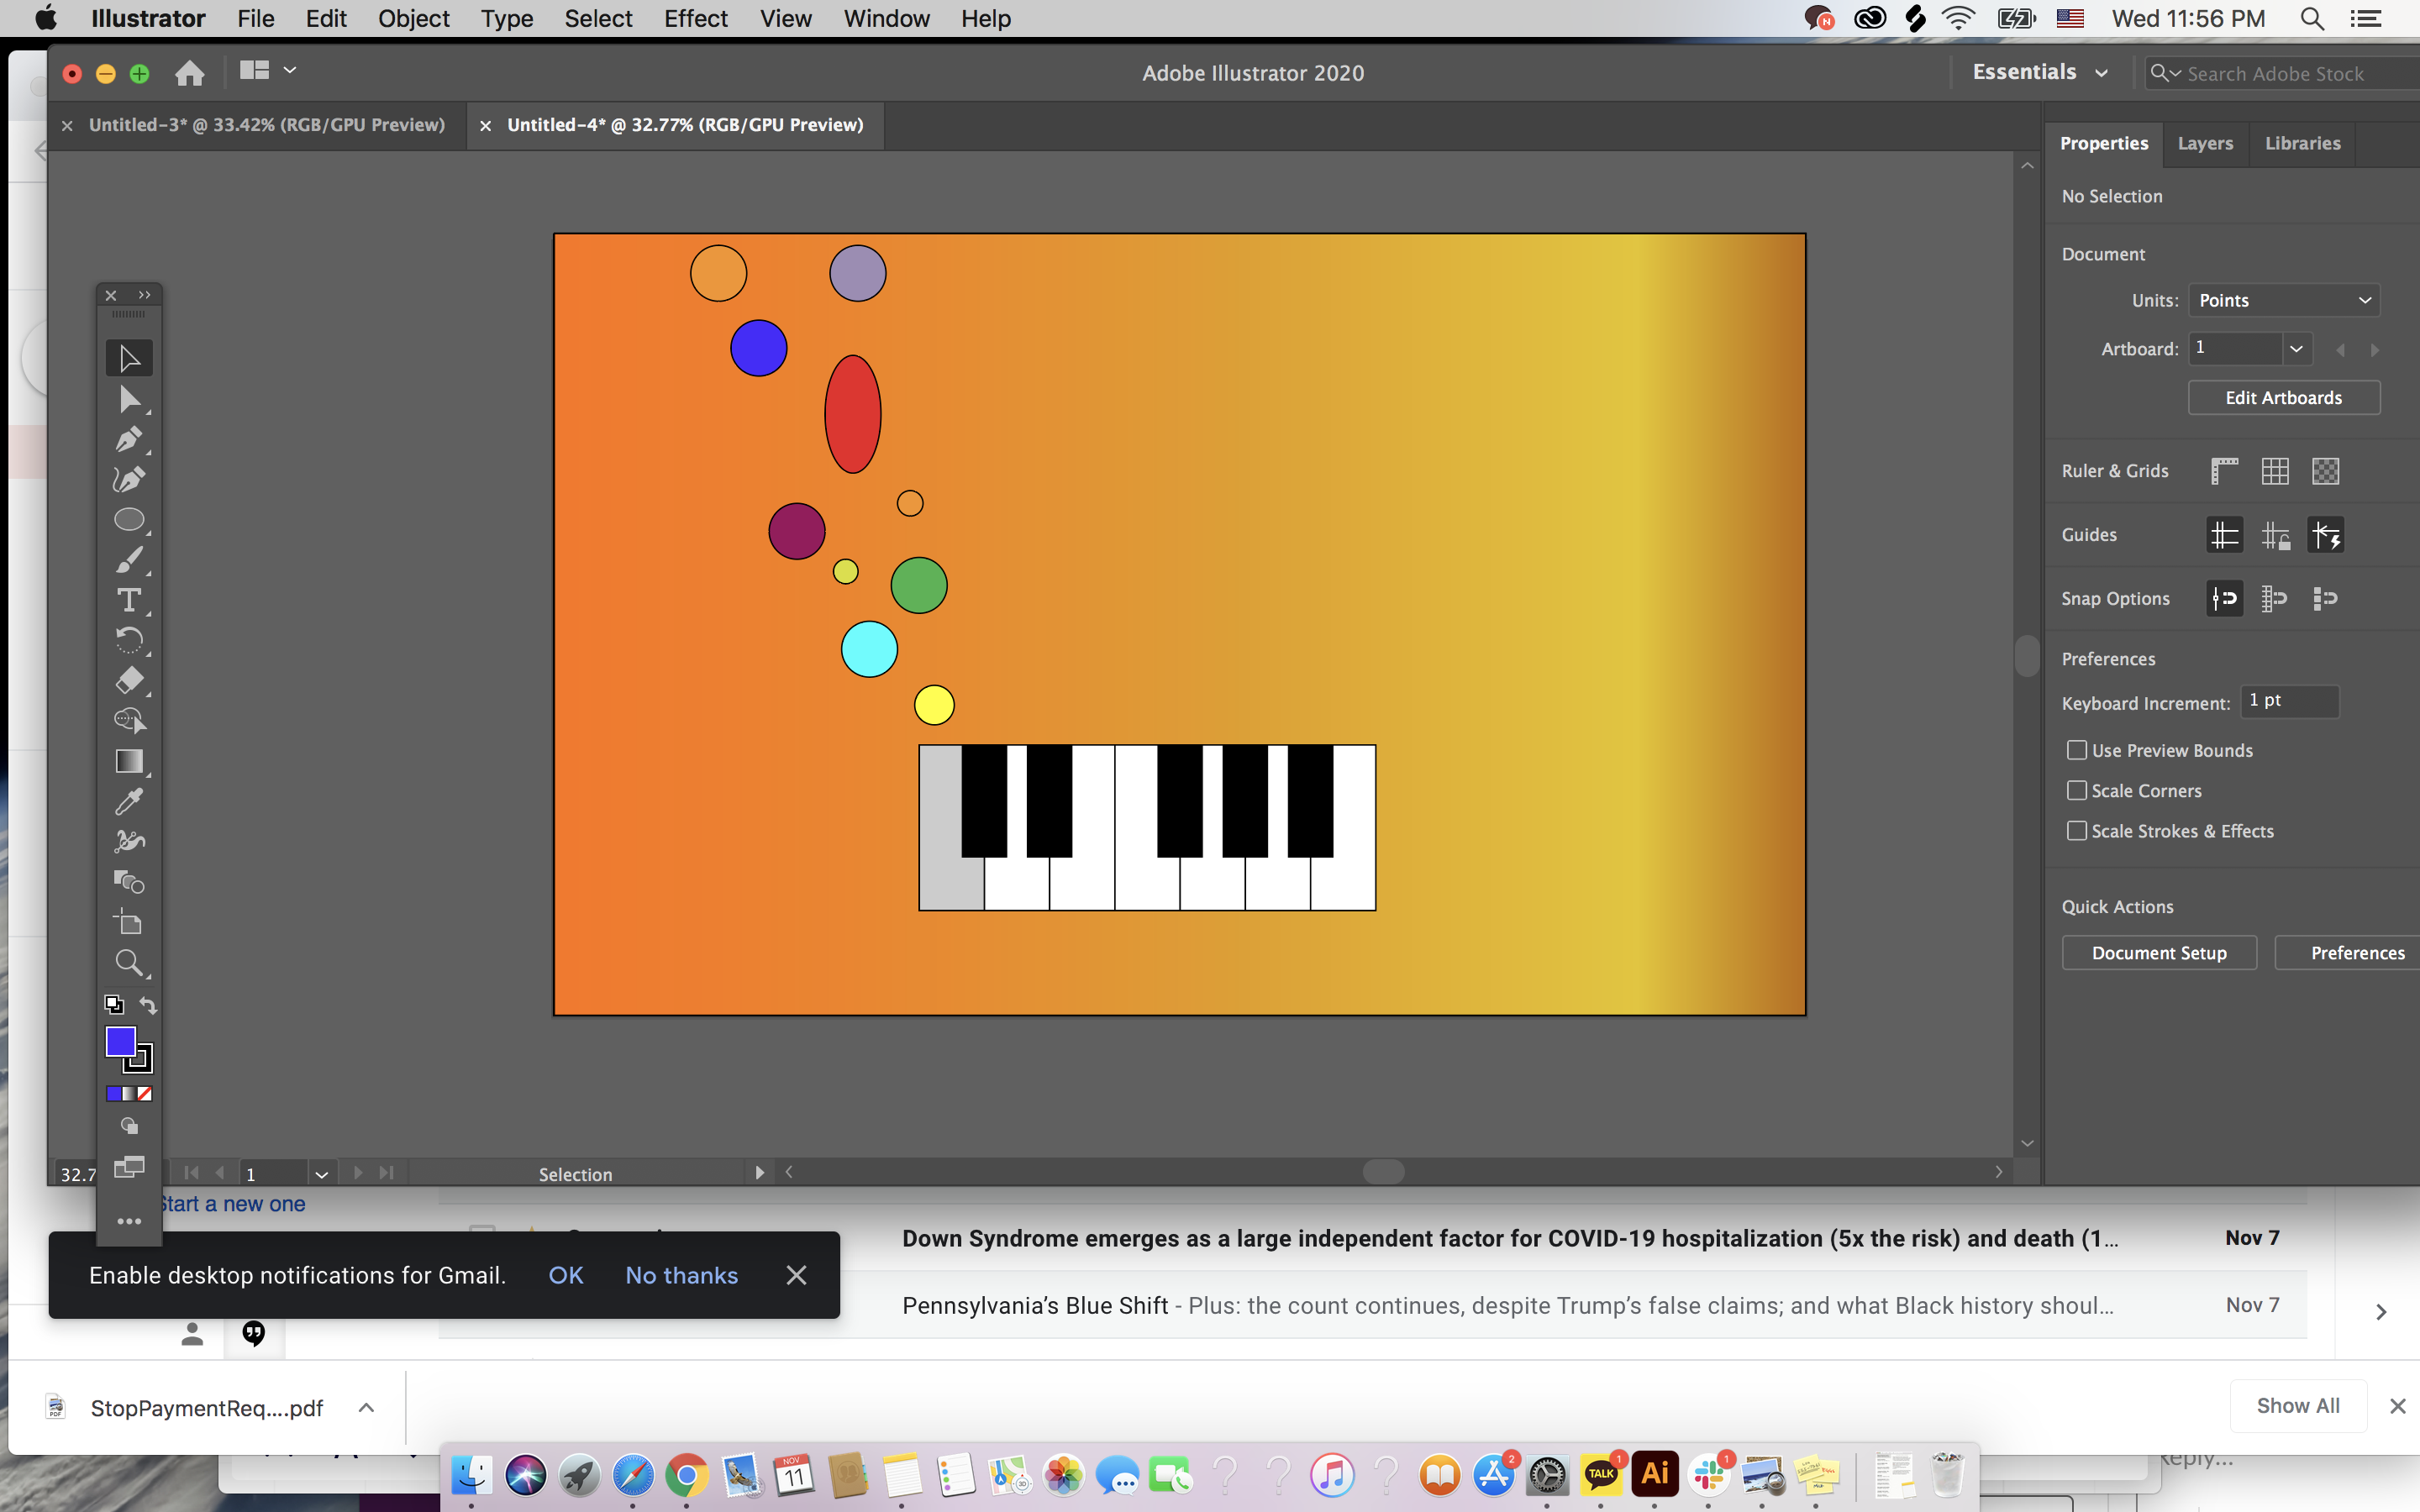 Illustrator File Edit Object Type Select Effect View Window Help
N
Wed 11:56 PM
Adobe Illustrator 2020
Essentials
Search Adobe Stock
Untitled-3* @ 33.42% (RGB/GPU Preview)
Untitled-4* @ 32.77% (RGB/GPU Preview)
Properties Layers Libraries
No Selection
Document
Units: Points
Artboard: 1
Edit Artboards
Ruler & Grids
Guides
Snap Options
Preferences
Keyboard Increment: 1 pt
Use Preview Bounds
Scale Corners
Scale Strokes & Effects
Quick Actions
Document Setup
Preferences
32.7
1
Selection
Start a new one
Down Syndrome emerges as a large independent factor for COVID-19 hospitalization (5x the risk) and death (1... Nov 7
Enable desktop notifications for Gmail. OK No thanks
Pennsylvania's Blue Shift - Plus: the count continues, despite Trump's false claims; and what Black history shoul... Nov 7
StopPaymentReq....pdf
Show All
NOV
11
2
TALK
1
Ai
1